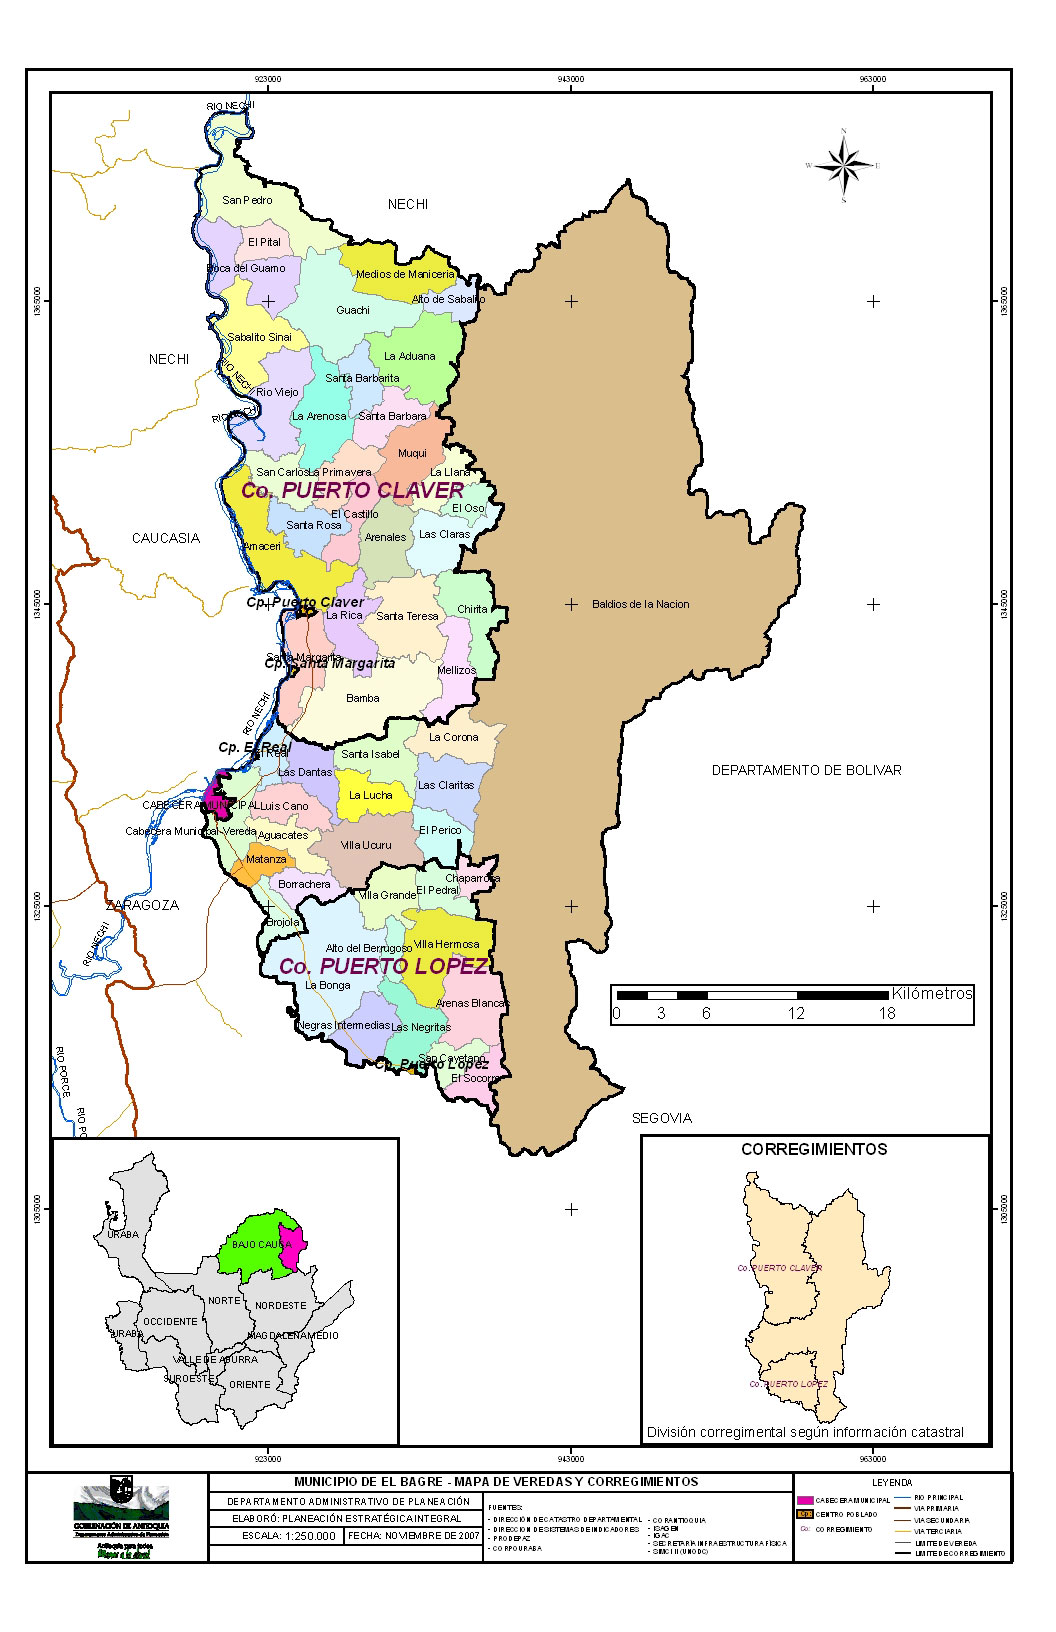 923000
943000
963000
RIO NECHI
N
W
E
S
San Pedro
NECHI
El Pital
Boca del Guamo
Medios de Maniceria
Alto de Sabalito
1365000
1365000
Guachi
Sabalito Sinai
NECHI
La Aduana
Santa Barbarita
RIO NECHI
Rio Viejo
RIO NECHI
La Arenosa
Santa Barbara
Muqui
San Carlos
La Primavera
La Llana
Co. PUERTO CLAVER
El Oso
El Castillo
Santa Rosa
CAUCASIA
Arenales
Las Claras
Amaceri
Cp. Puerto Claver
1345000
Baldios de la Nacion
1345000
La Rica
Santa Teresa
Chirita
Santa Margarita
Cp. Santa Margarita
Mellizos
Bamba
RIO NECHI
La Corona
Cp. El Real
El Real
Santa Isabel
Las Dantas
DEPARTAMENTO DE BOLIVAR
Las Claritas
La Lucha
CABECERA MUNICIPAL
Luis Cano
Cabecera Municipal-Vereda
Aguacates
El Perico
Villa Ucuru
Matanza
Borrachera
Chaparrosa
El Pedral
Villa Grande
ZARAGOZA
1325000
1325000
Brojola
RIO NECHI
Alto del Berrugoso
Villa Hermosa
Co. PUERTO LOPEZ
La Bonga
Kilómetros
0 3 6 12 18
Arenas Blancas
Negras Intermedias
Las Negritas
San Cayetano
Cp. Puerto Lopez
El Socorro
RIO PORCE
RIO PO
SEGOVIA
1305000
1305000
URABA
BAJO CAUCA
NORTE
NORDESTE
OCCIDENTE
URABA
MAGDALENA MEDIO
VALLE DE ABURRA
SUROESTE
ORIENTE
CORREGIMIENTOS
Co. PUERTO CLAVER
Co. PUERTO LOPEZ
División corregimental según información catastral
923000
943000
963000
GOBERNACIÓN DE ANTIOQUIA
Departamento Administrativo de Planeación
Antioquia para todos
¡Manos a la obra!
MUNICIPIO DE EL BAGRE - MAPA DE VEREDAS Y CORREGIMIENTOS
DEPARTAMENTO ADMINISTRATIVO DE PLANEACIÓN
ELABORÓ: PLANEACIÓN ESTRATÉGICA INTEGRAL
ESCALA: 1:250.000
FECHA: NOVIEMBRE DE 2007
FUENTES:
- DIRECCIÓN DE CATASTRO DEPARTAMENTAL
- DIRECCIÓN DE SISTEMAS DE INDICADORES
- PRODEPAZ
- CORPOURABA
- CORANTIOQUIA
- ISAGEN
- IGAC
- SECRETARÍA INFRAESTRUCTURA FÍSICA
- SIMCI II (UNODC)
LEYENDA
CABECERA MUNICIPAL
Cp. CENTRO POBLADO
Co. CORREGIMIENTO
RIO PRINCIPAL
VIA PRIMARIA
VIA SECUNDARIA
VIA TERCIARIA
LIMITE DE VEREDA
LIMITE DE CORREGIMIENTO